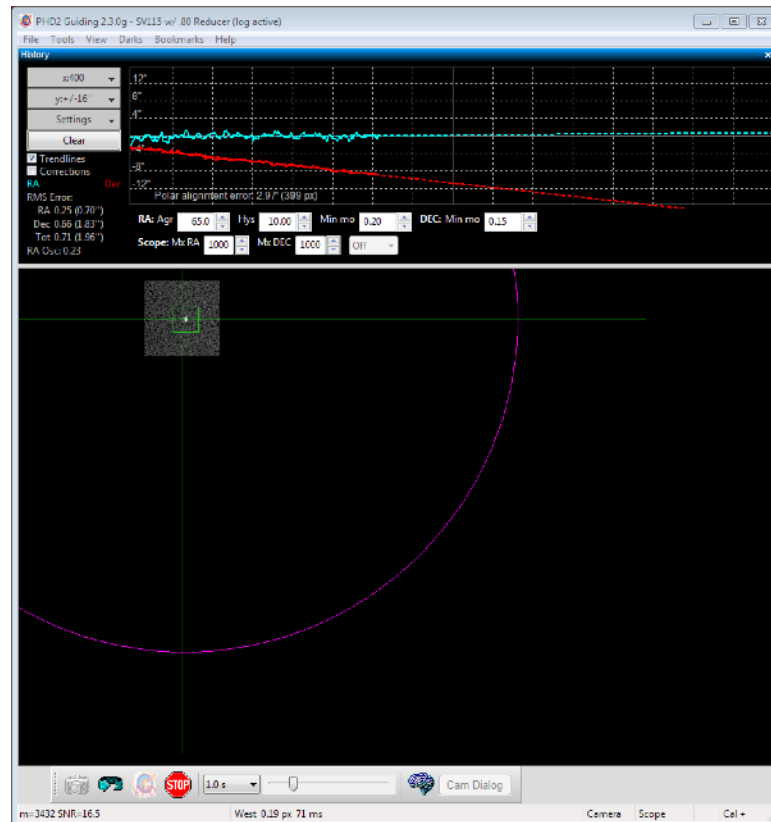 PHD2 Guiding 2.3.0g - SV115 w/ .80 Reducer (log active)
File Tools View Darks Bookmarks Help
History
x:400
y:+/-16"
Settings
Clear
Trendlines
Corrections
RA Dec
RMS Error:
RA 0.25 (0.70")
Dec 0.66 (1.83")
Tot 0.71 (1.96")
RA Osc: 0.23
12"
8"
4"
-4"
-8"
-12"
Polar alignment error: 2.97' (399 px)
RA: Agr 65.0 Hys 10.00 Min mo 0.20 DEC: Min mo 0.15
Scope: Mx RA 1000 Mx DEC 1000 Off
STOP 1.0 s Cam Dialog
m=3432 SNR=16.5 West 0.19 px 71 ms Camera Scope Cal +